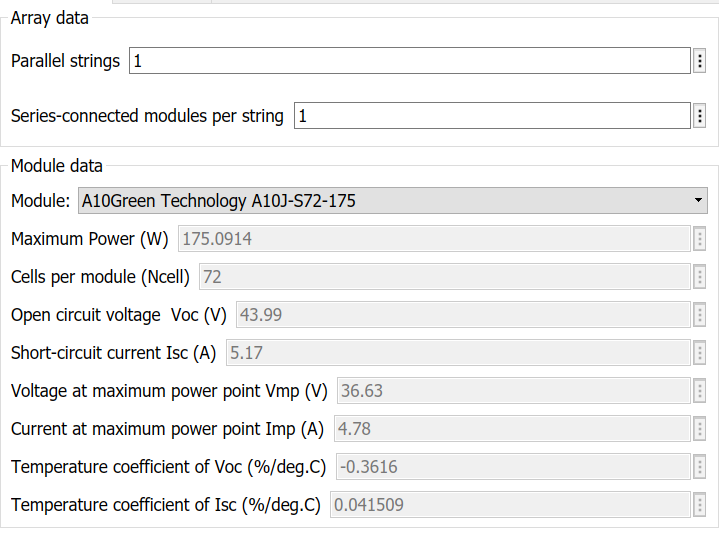 Array data
Parallel strings 1
Series-connected modules per string 1
Module data
Module: A10Green Technology A10J-S72-175
Maximum Power (W) 175.0914
Cells per module (Ncell) 72
Open circuit voltage  Voc (V) 43.99
Short-circuit current Isc (A) 5.17
Voltage at maximum power point Vmp (V) 36.63
Current at maximum power point Imp (A) 4.78
Temperature coefficient of Voc (%/deg.C) -0.3616
Temperature coefficient of Isc (%/deg.C) 0.041509